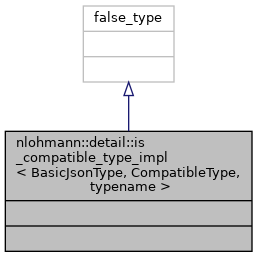 false_type
nlohmann::detail::is
_compatible_type_impl
< BasicJsonType, CompatibleType,
typename >